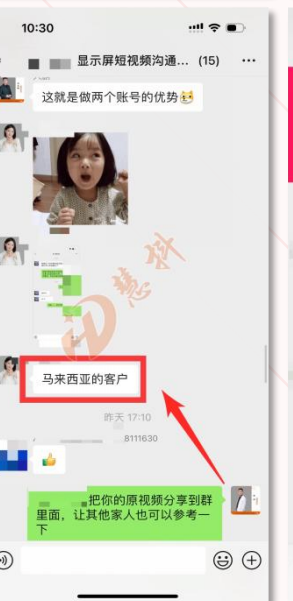 10:30
显示屏短视频沟通... (15)
这就是做两个账号的优势
慧抖
马来西亚的客户
昨天 17:10
8111630
把你的原视频分享到群
里面，让其他家人也可以参考一
下